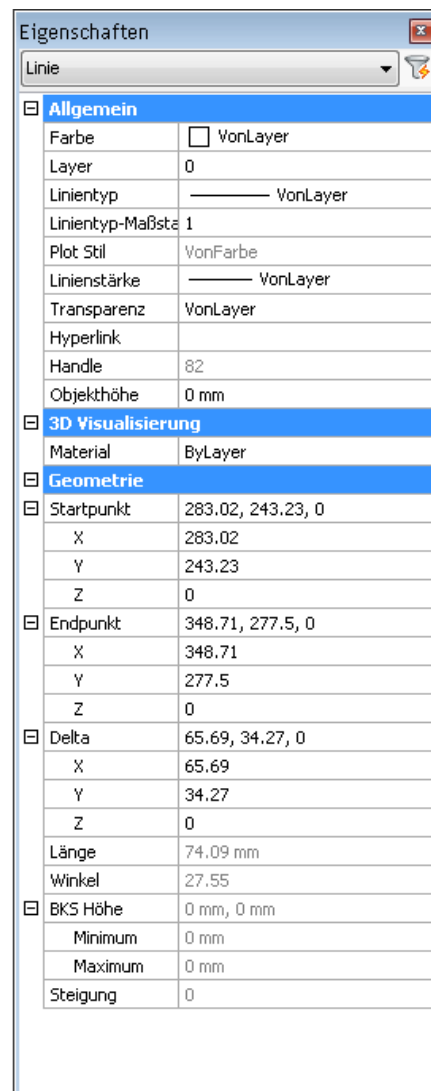 Eigenschaften
Linie
Allgemein
Farbe VonLayer
Layer 0
Linientyp VonLayer
Linientyp-Maßsta 1
Plot Stil VonFarbe
Linienstärke VonLayer
Transparenz VonLayer
Hyperlink
Handle 82
Objekthöhe 0 mm
3D Visualisierung
Material ByLayer
Geometrie
Startpunkt 283.02, 243.23, 0
X 283.02
Y 243.23
Z 0
Endpunkt 348.71, 277.5, 0
X 348.71
Y 277.5
Z 0
Delta 65.69, 34.27, 0
X 65.69
Y 34.27
Z 0
Länge 74.09 mm
Winkel 27.55
BKS Höhe 0 mm, 0 mm
Minimum 0 mm
Maximum 0 mm
Steigung 0